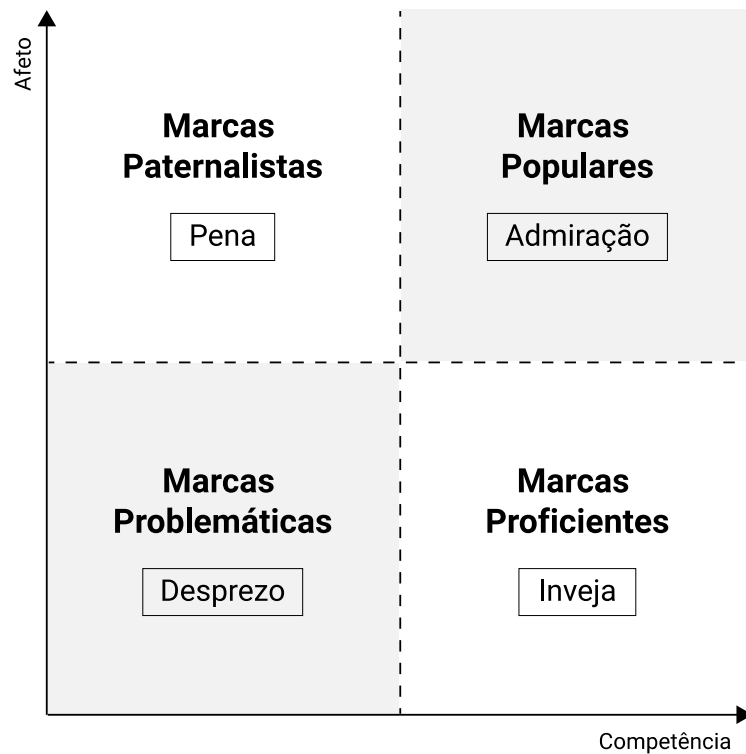 Afeto
Marcas
Paternalistas
Pena
Marcas
Populares
Admiração
Marcas
Problemáticas
Desprezo
Marcas
Proficientes
Inveja
Competência